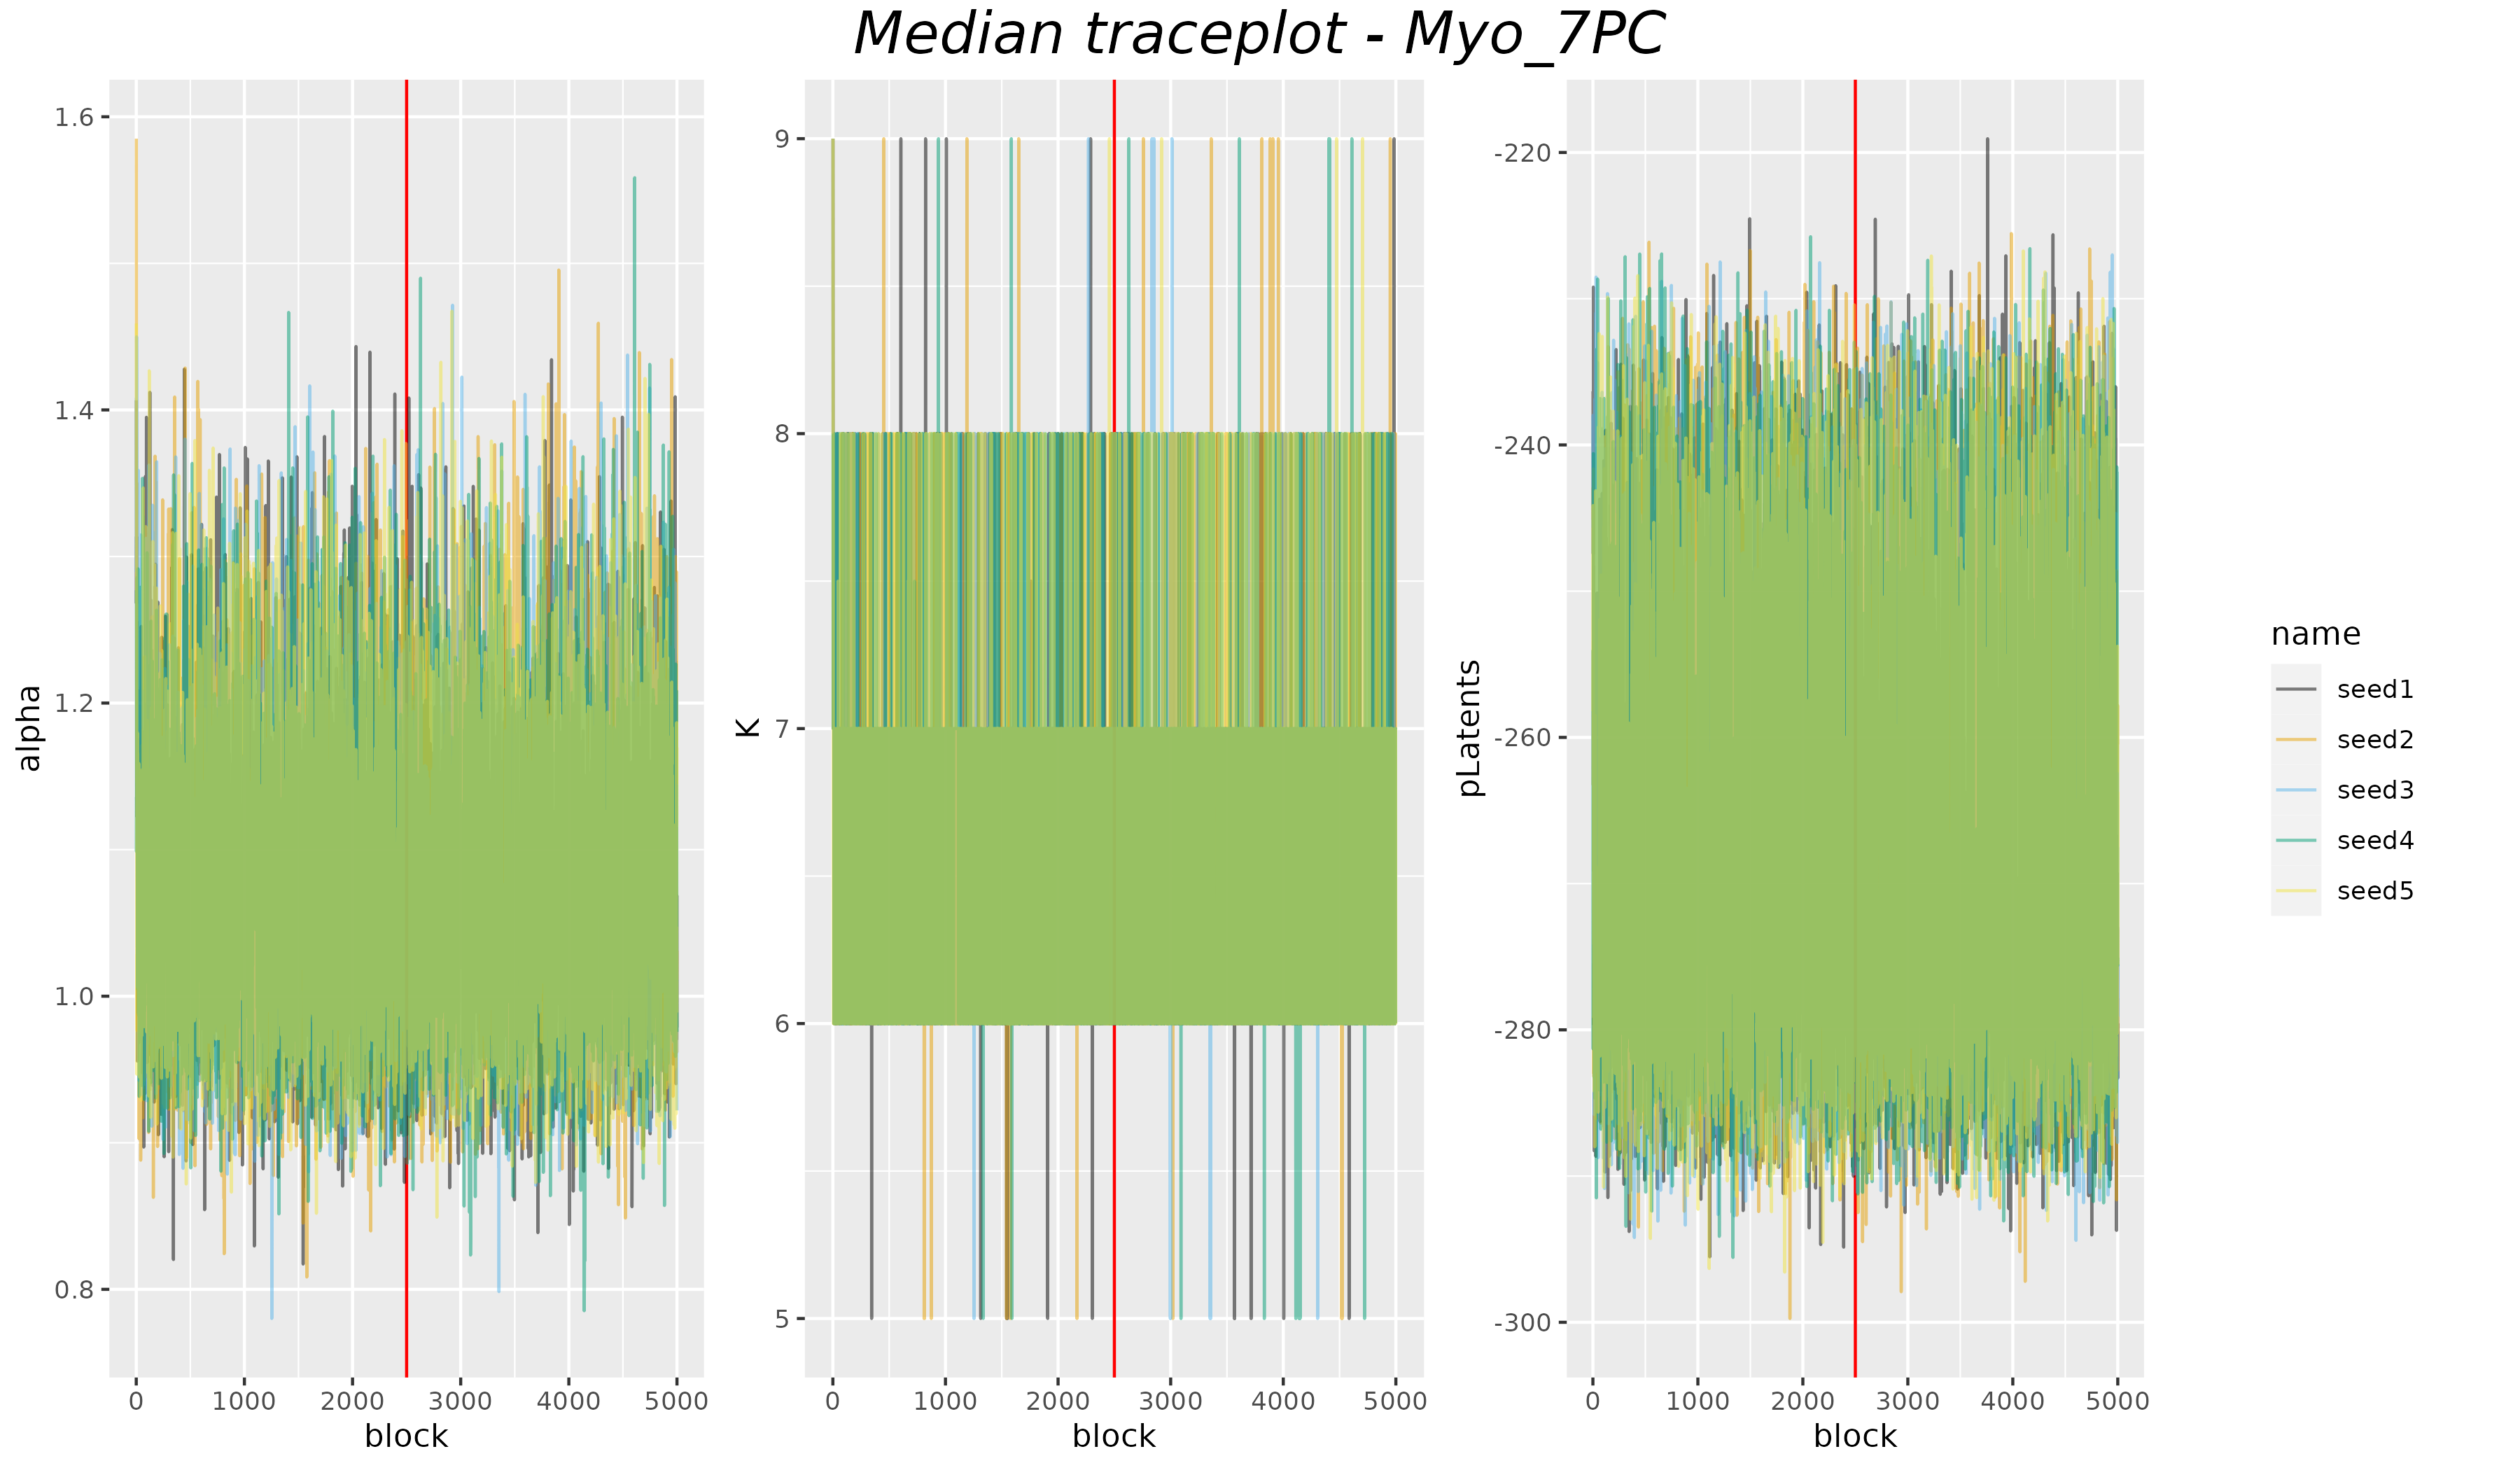 Median traceplot - Myo_7PC
alpha
1.6
1.4
1.2
1.0
0.8
0 1000 2000 3000 4000 5000
block
K
9
8
7
6
5
0 1000 2000 3000 4000 5000
block
pLatents
-220
-240
-260
-280
-300
0 1000 2000 3000 4000 5000
block
name
seed1
seed2
seed3
seed4
seed5